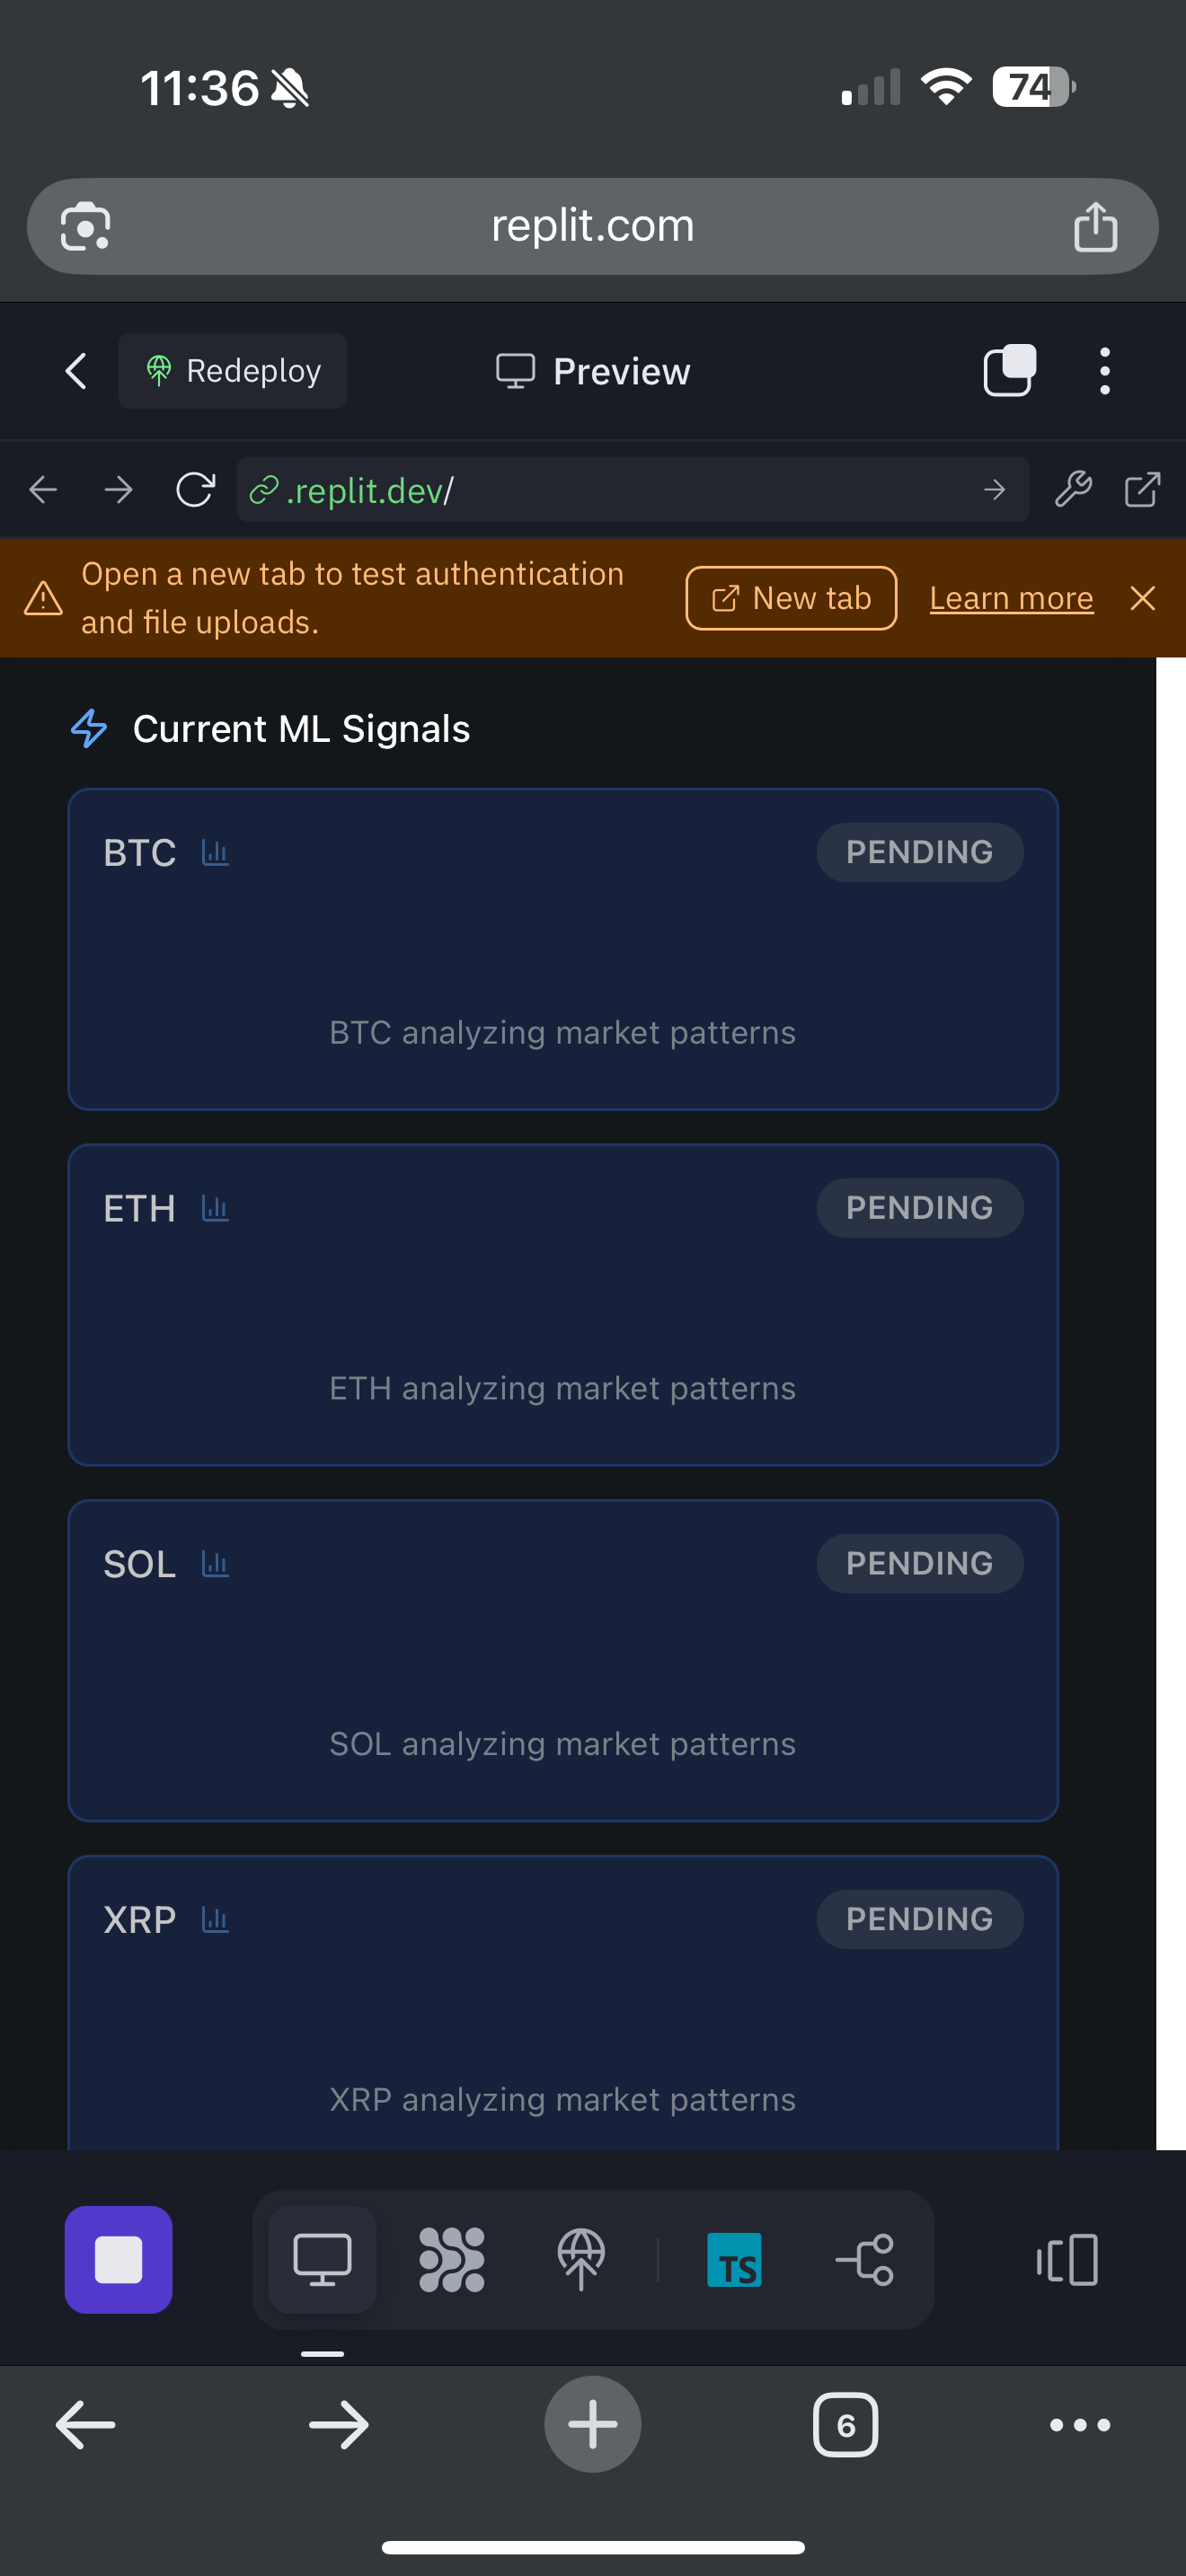 11:36
74
replit.com
Redeploy
Preview
.replit.dev/
Open a new tab to test authentication
and file uploads.
New tab
Learn more
Current ML Signals
BTC
PENDING
BTC analyzing market patterns
ETH
PENDING
ETH analyzing market patterns
SOL
PENDING
SOL analyzing market patterns
XRP
PENDING
XRP analyzing market patterns
TS
6